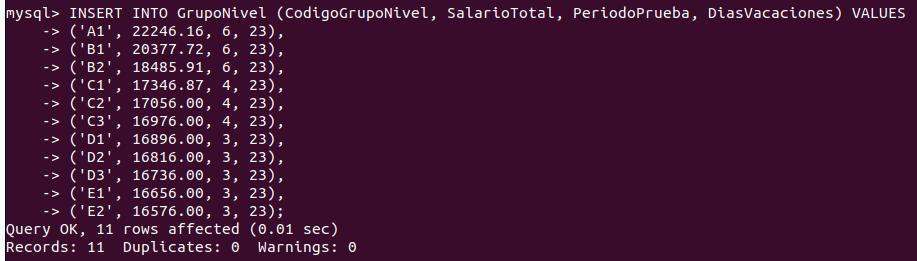 mysql> INSERT INTO GrupoNivel (CodigoGrupoNivel, SalarioTotal, PeriodoPrueba, DiasVacaciones) VALUES
    -> ('A1', 22246.16, 6, 23),
    -> ('B1', 20377.72, 6, 23),
    -> ('B2', 18485.91, 6, 23),
    -> ('C1', 17346.87, 4, 23),
    -> ('C2', 17056.00, 4, 23),
    -> ('C3', 16976.00, 4, 23),
    -> ('D1', 16896.00, 3, 23),
    -> ('D2', 16816.00, 3, 23),
    -> ('D3', 16736.00, 3, 23),
    -> ('E1', 16656.00, 3, 23),
    -> ('E2', 16576.00, 3, 23);
Query OK, 11 rows affected (0.01 sec)
Records: 11  Duplicates: 0  Warnings: 0